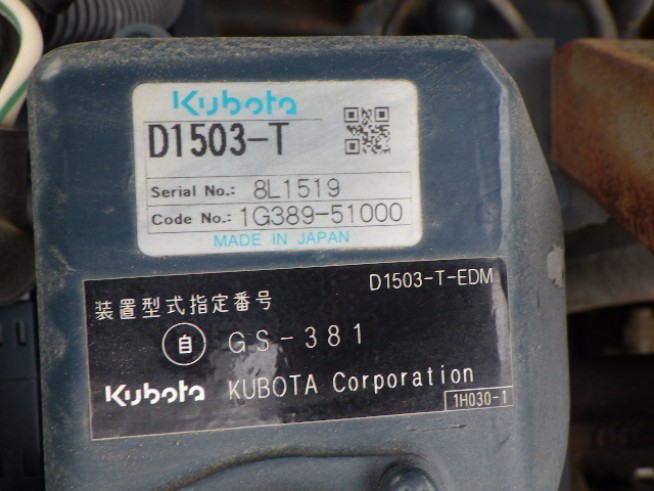 Kubota
D1503-T
Serial No.: 8L1519
Code No.: 1G389-51000
MADE IN JAPAN
D1503-T-EDM
装置型式指定番号
自 GS-381
Kubota KUBOTA Corporation
1H030-1